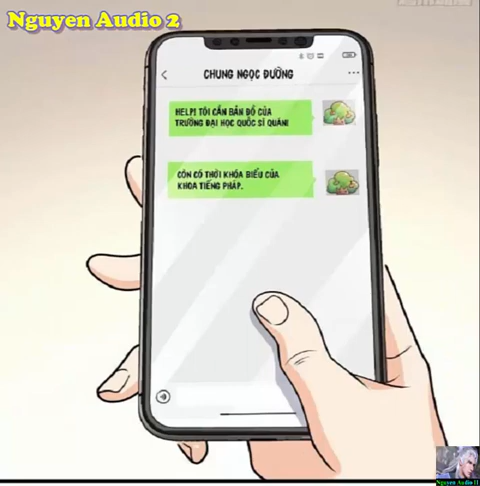 Nguyen Audio 2
CHUNG NGỌC ĐƯỜNG
HELP! TÔI CẦN BẢN ĐỒ CỦA
TRƯỜNG ĐẠI HỌC QUỐC SĨ QUÁN!
CÒN CÓ THỜI KHÓA BIỂU CỦA
KHOA TIẾNG PHÁP.
Nguyen Audio II